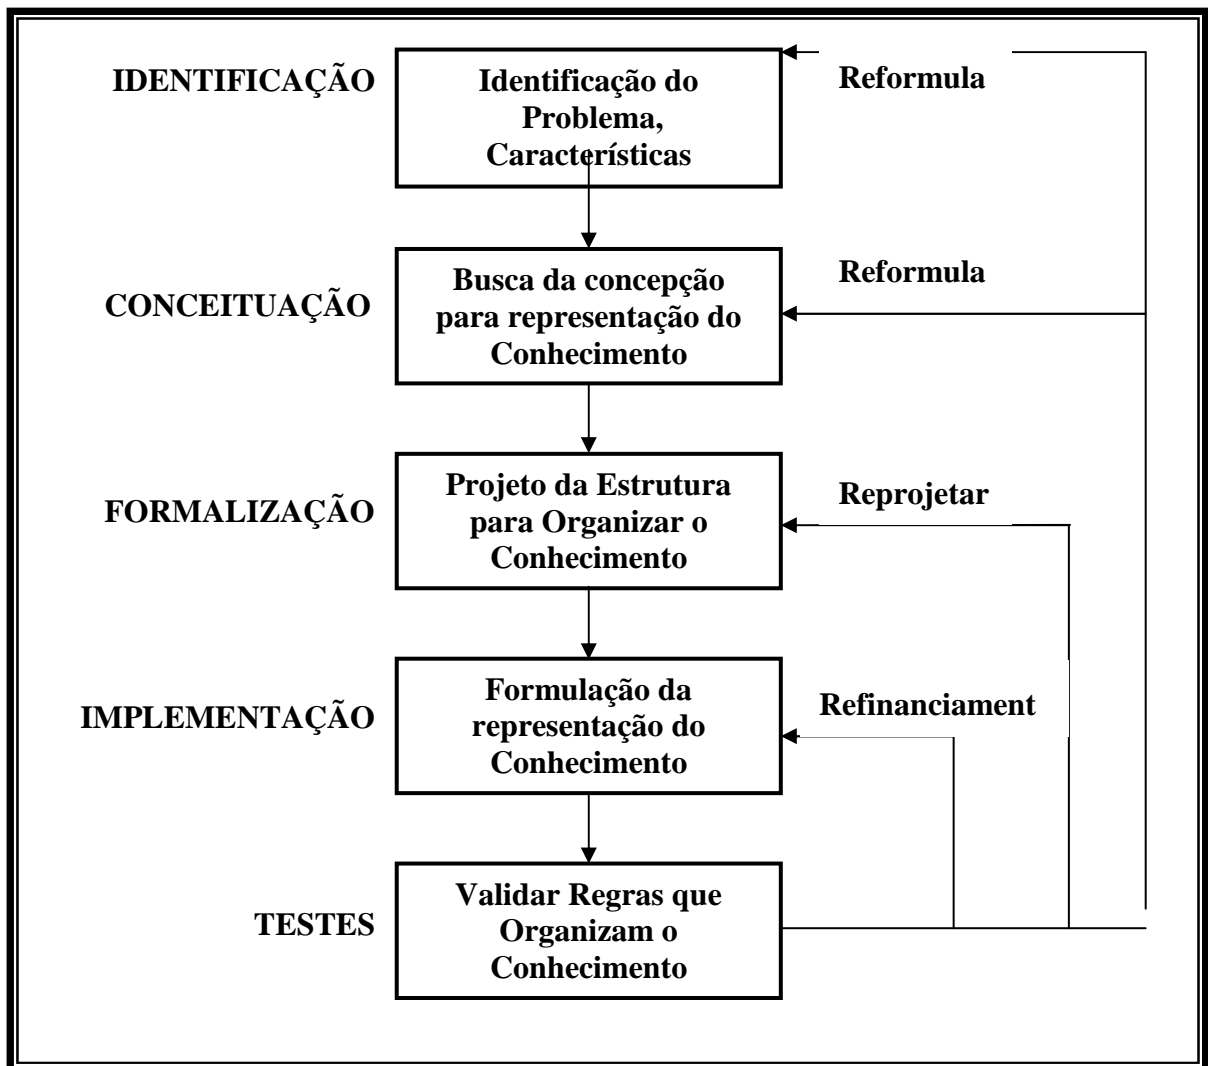 IDENTIFICAÇÃO
Identificação do
Problema,
Características
Reformula
CONCEITUAÇÃO
Busca da concepção
para representação do
Conhecimento
Reformula
FORMALIZAÇÃO
Projeto da Estrutura
para Organizar o
Conhecimento
Reprojetar
IMPLEMENTAÇÃO
Formulação da
representação do
Conhecimento
Refinanciament
TESTES
Validar Regras que
Organizam o
Conhecimento